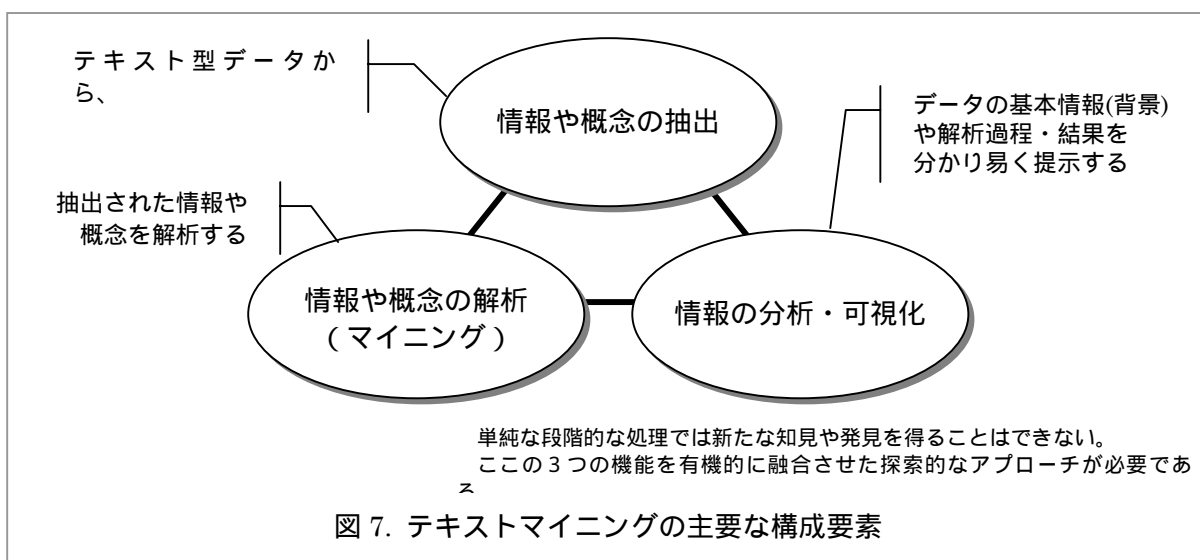 テキスト型データか
ら、
情報や概念の抽出
データの基本情報(背景)
や解析過程・結果を
分かり易く提示する
抽出された情報や
概念を解析する
情報や概念の解析
(マイニング)
情報の分析・可視化
単純な段階的な処理では新たな知見や発見を得ることはできない。
ここの3つの機能を有機的に融合させた探索的なアプローチが必要であ
る
図 7. テキストマイニングの主要な構成要素